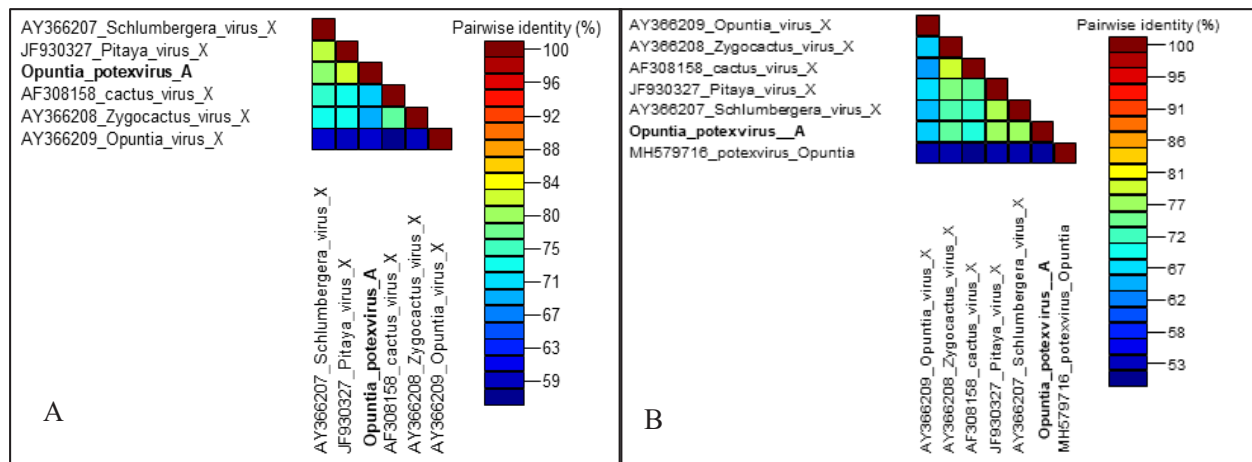 AY366207_Schlumbergera_virus_X
JF930327_Pitaya_virus_X
Opuntia_potexvirus_A
AF308158_cactus_virus_X
AY366208_Zygocactus_virus_X
AY366209_Opuntia_virus_X
Pairwise identity (%)
100
96
92
88
84
80
75
71
67
63
59
AY366207_Schlumbergera_virus_X
JF930327_Pitaya_virus_X
Opuntia_potexvirus_A
AF308158_cactus_virus_X
AY366208_Zygocactus_virus_X
AY366209_Opuntia_virus_X
A
AY366209_Opuntia_virus_X
AY366208_Zygocactus_virus_X
AF308158_cactus_virus_X
JF930327_Pitaya_virus_X
AY366207_Schlumbergera_virus_X
Opuntia_potexvirus__A
MH579716_potexvirus_Opuntia
Pairwise identity (%)
100
95
91
86
81
77
72
67
62
58
53
AY366209_Opuntia_virus_X
AY366208_Zygocactus_virus_X
AF308158_cactus_virus_X
JF930327_Pitaya_virus_X
AY366207_Schlumbergera_virus_X
Opuntia_potexvirus__A
MH579716_potexvirus_Opuntia
B